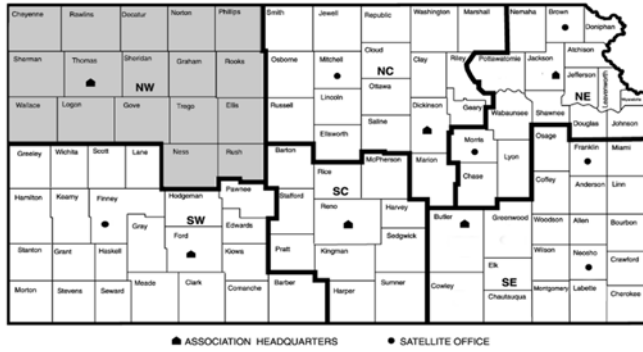 Cheyenne Rawlins Decatur Norton Phillips Smith Jewell Republic Washington Marshall Nemaha Brown Doniphan
Sherman Thomas Sheridan NW Graham Rooks Osborne Mitchell Cloud NC Clay Riley Pottawatomie Jackson Atchison
Jefferson Leavenworth Wyandotte NE
Wallace Logan Gove Trego Ellis Russell Lincoln Ottawa Dickinson Geary Wabaunsee Shawnee Douglas Johnson
Ellsworth Saline Morris Osage
Ness Rush Barton McPherson Marion Chase Lyon Franklin Miami
Greeley Wichita Scott Lane Rice SC
Hamilton Kearny Finney Hodgeman Pawnee Stafford Reno Harvey Coffey Anderson Linn
SW Gray Ford Edwards Sedgwick Butler Greenwood Woodson Allen Bourbon
Stanton Grant Haskell Kiowa Pratt Kingman Elk SE Wilson Neosho Crawford
Morton Stevens Seward Meade Clark Comanche Barber Harper Sumner Cowley Chautauqua Montgomery Labette Cherokee
ASSOCIATION HEADQUARTERS SATELLITE OFFICE